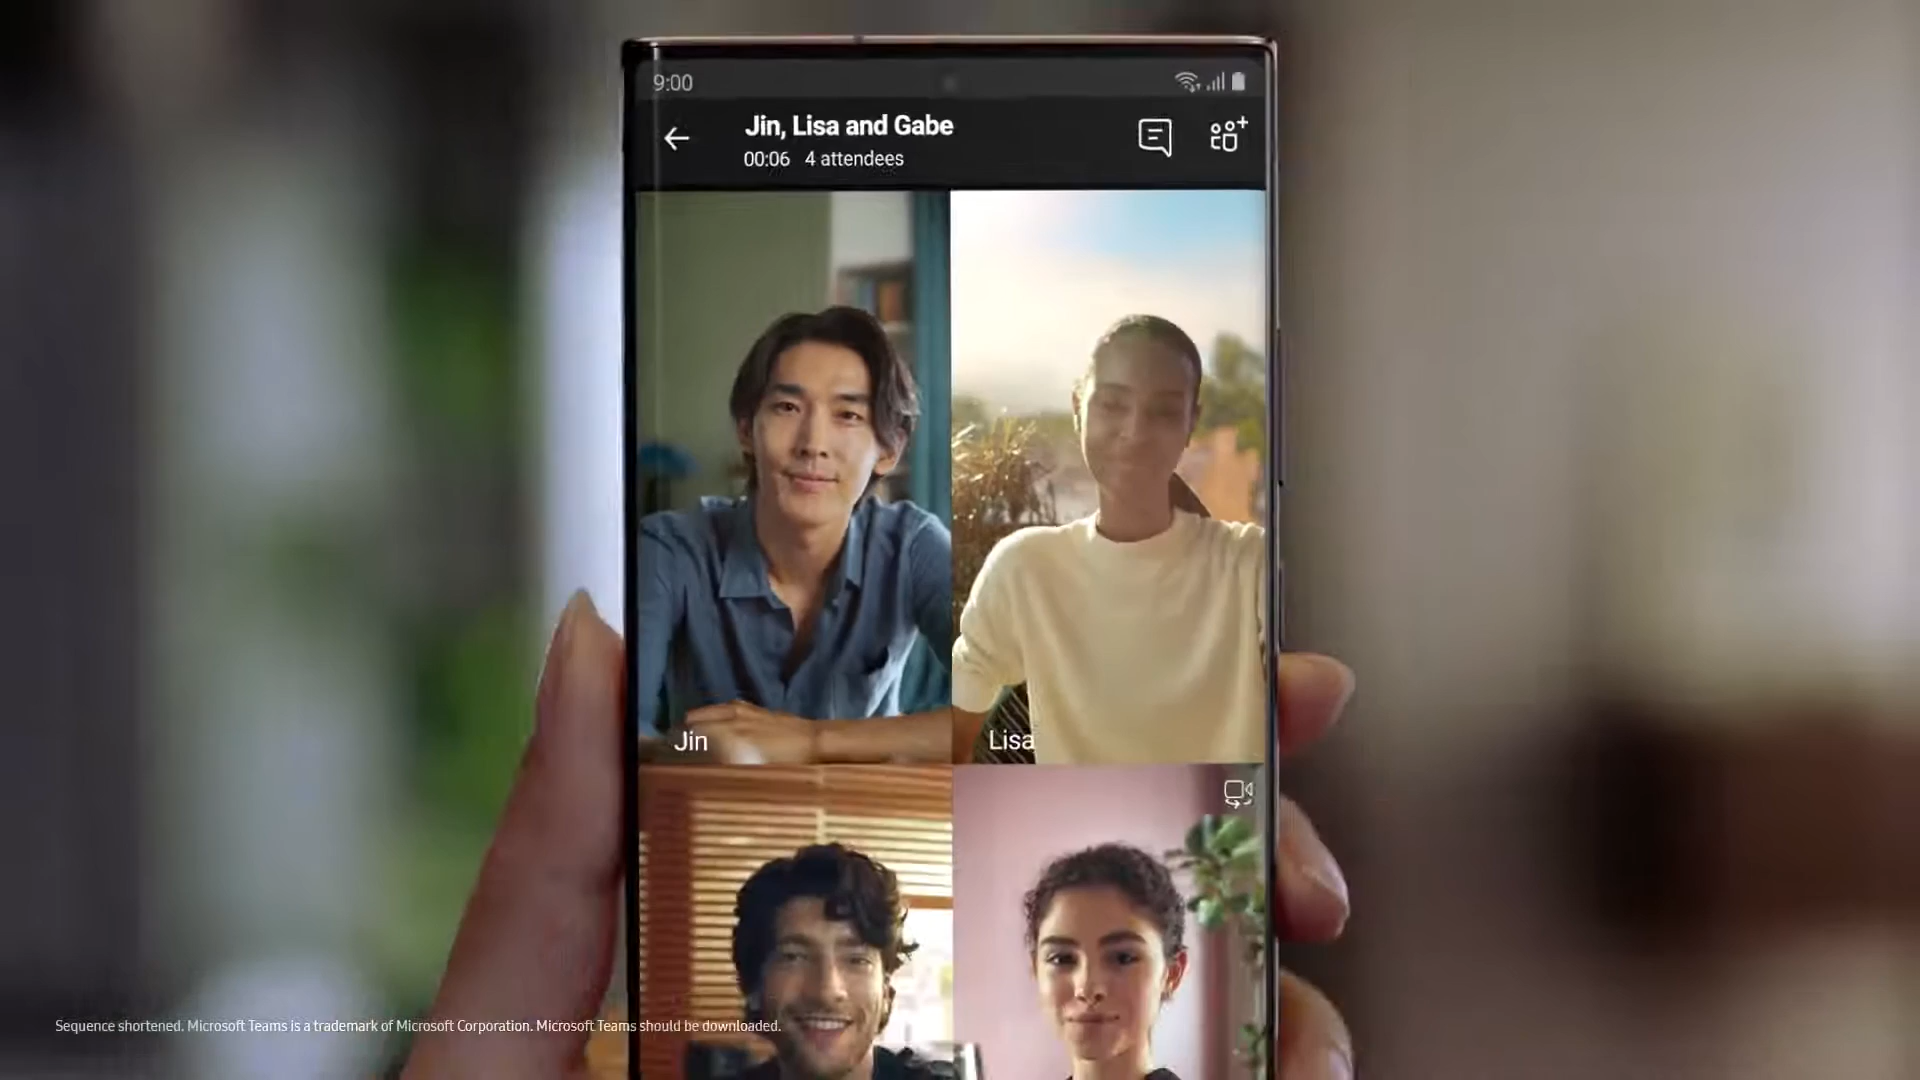 9:00
Jin, Lisa and Gabe
00:06 4 attendees
Jin
Lisa
Sequence shortened. Microsoft Teams is a trademark of Microsoft Corporation. Microsoft Teams should be downloaded.